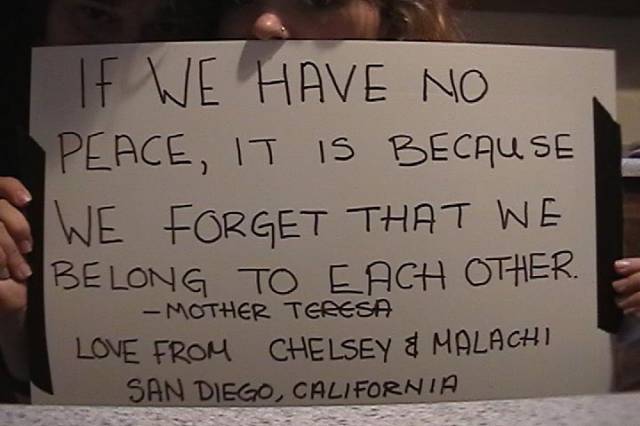 IF WE HAVE NO
PEACE, IT IS BECAUSE
WE FORGET THAT WE
BELONG TO EACH OTHER.
- MOTHER TERESA
LOVE FROM CHELSEY & MALACHI
SAN DIEGO, CALIFORNIA